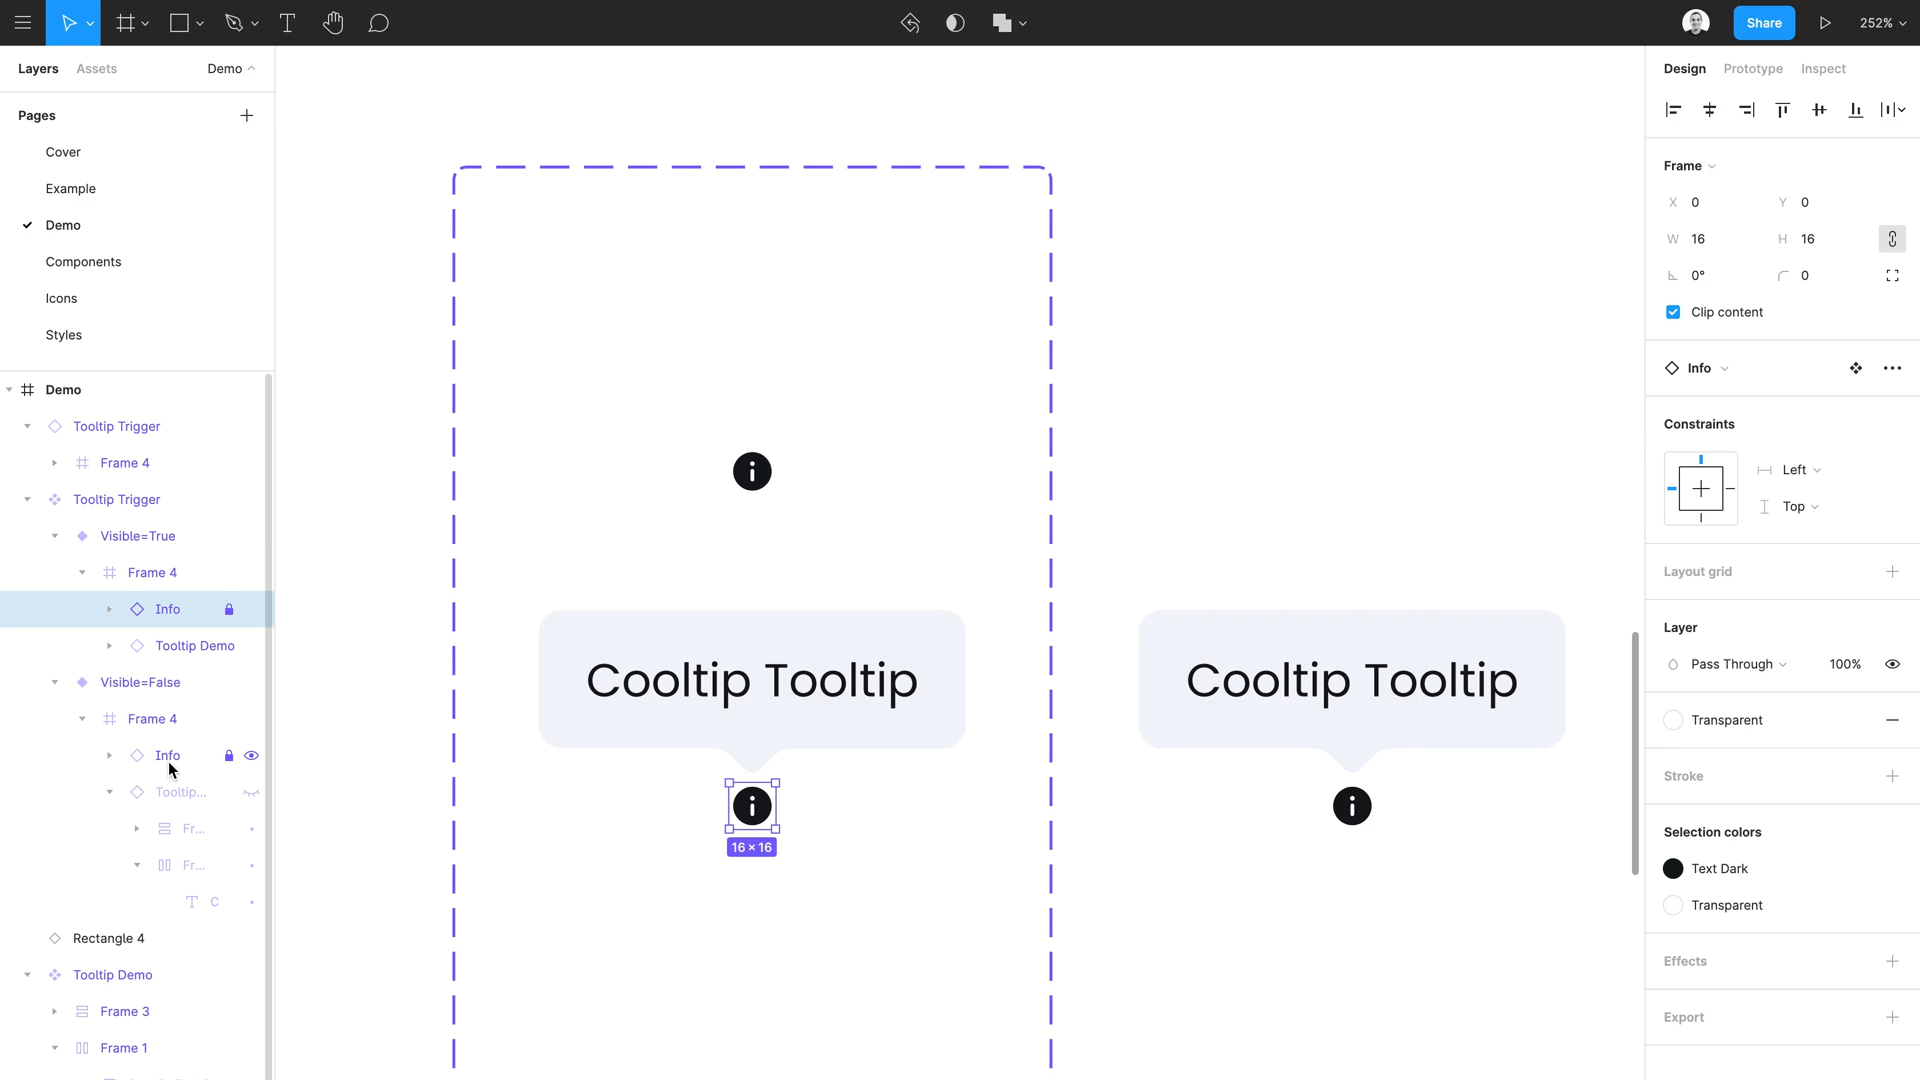 Share
252%
Layers
Assets
Demo
Pages
Cover
Example
Demo
Components
Icons
Styles
Demo
Tooltip Trigger
Frame 4
Tooltip Trigger
Visible=True
Frame 4
Info
Tooltip Demo
Visible=False
Frame 4
Info
Tooltip...
Fr...
Fr...
C
Rectangle 4
Tooltip Demo
Frame 3
Frame 1
Cooltip Tooltip
16 × 16
Cooltip Tooltip
Design
Prototype
Inspect
Frame
X 0
Y 0
W 16
H 16
0°
0
Clip content
Info
Constraints
Left
Top
Layout grid
Layer
Pass Through
100%
Transparent
Stroke
Selection colors
Text Dark
Transparent
Effects
Export